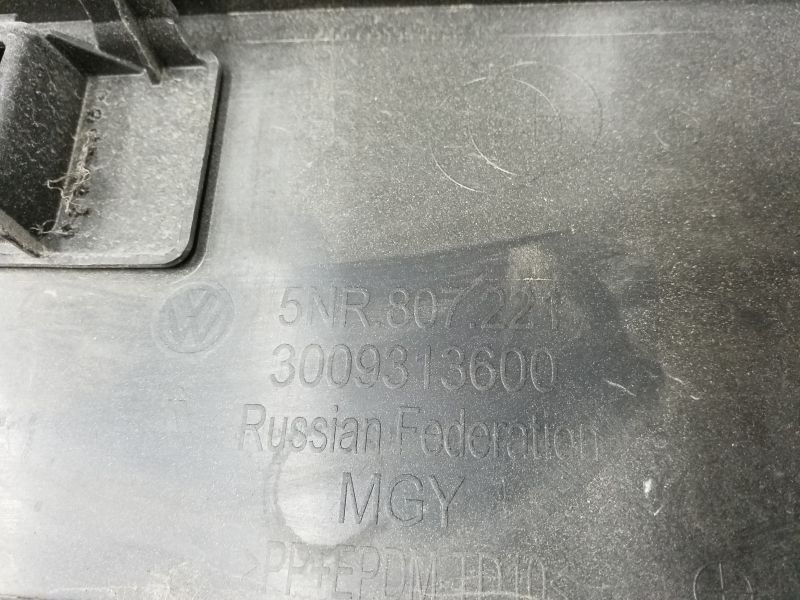 5NR.807.221
3009313600
Russian Federation
MGY
>PP+EPDM-TD10<